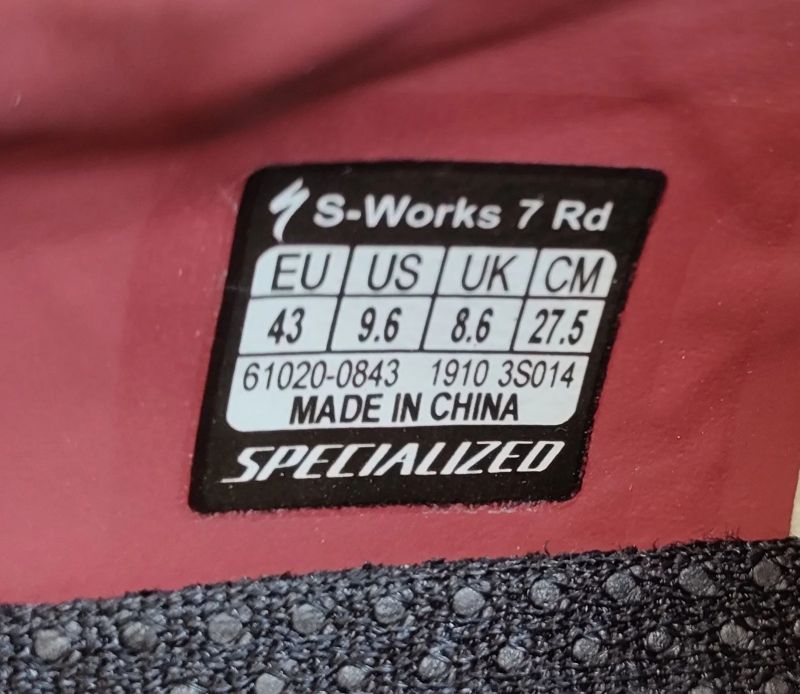 S-Works 7 Rd
EU US UK CM
43 9.6 8.6 27.5
61020-0843 1910 3S014
MADE IN CHINA
SPECIALIZED